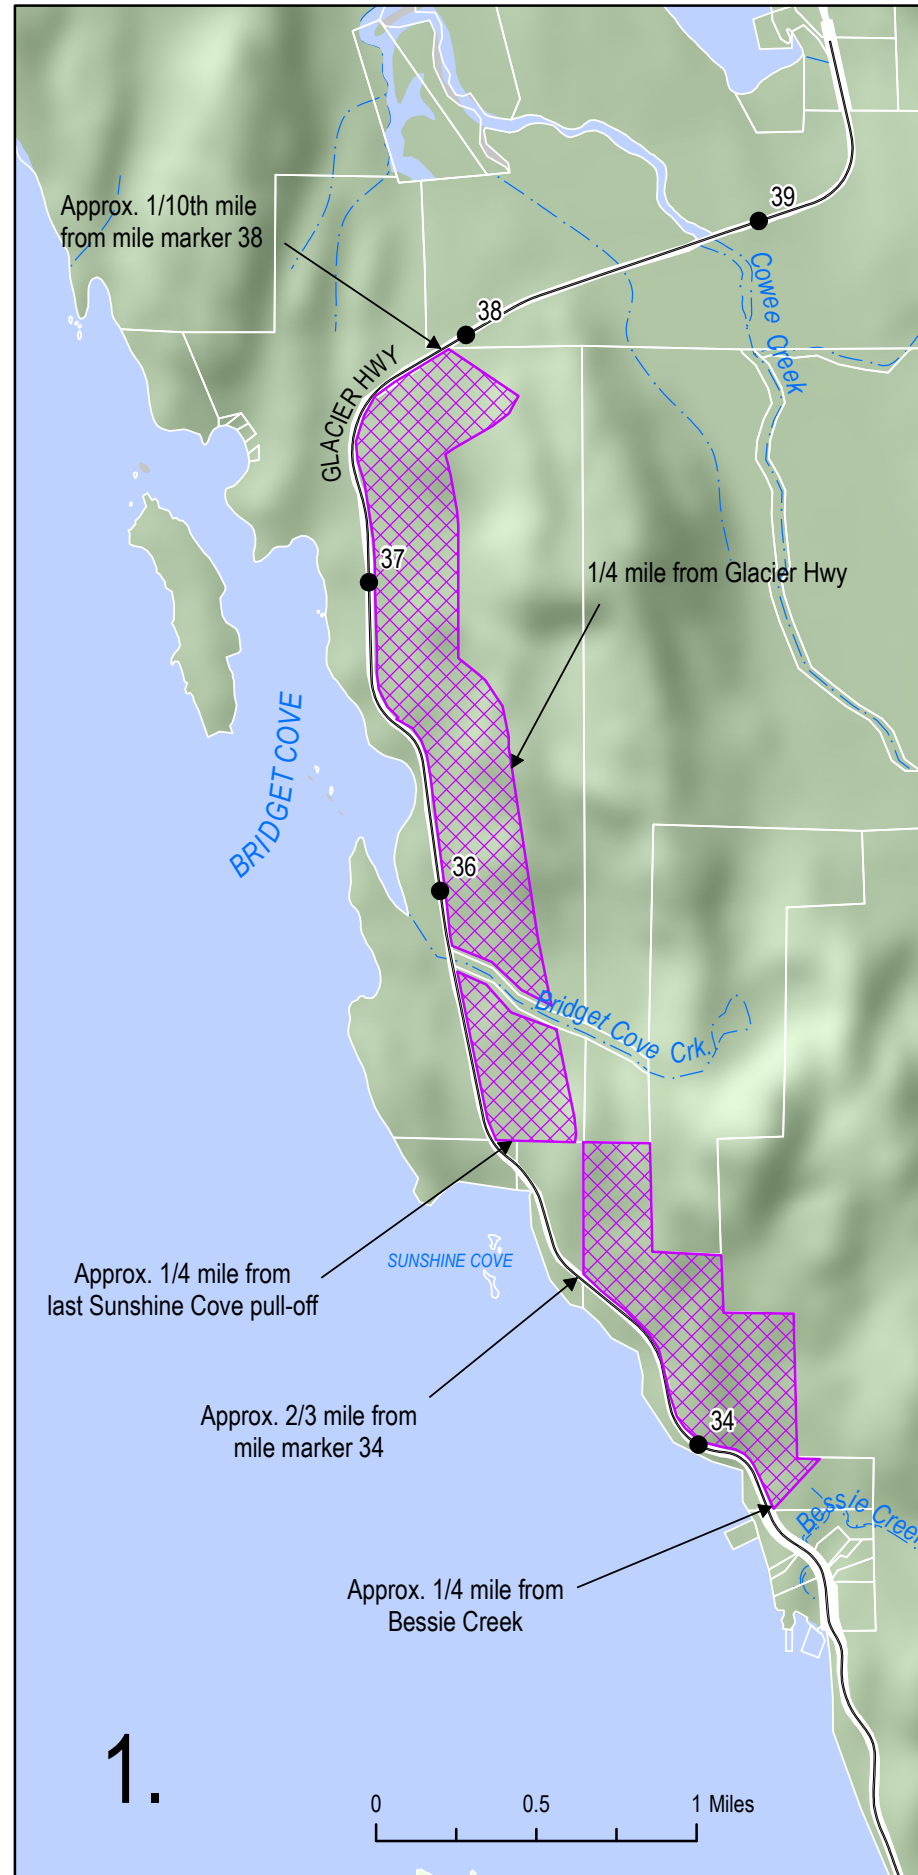 Approx. 1/10th mile
from mile marker 38
39
Cowee Creek
38
GLACIER HWY
37
1/4 mile from Glacier Hwy
BRIDGET COVE
36
Bridget Cove Crk.
SUNSHINE COVE
Approx. 1/4 mile from
last Sunshine Cove pull-off
Approx. 2/3 mile from
mile marker 34
34
Bessie Creek
Approx. 1/4 mile from
Bessie Creek
1.
0 0.5 1 Miles